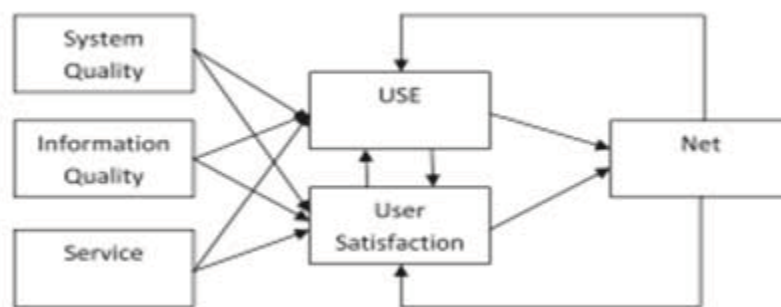 System
Quality
USE
Information
Quality
Net
User
Satisfaction
Service